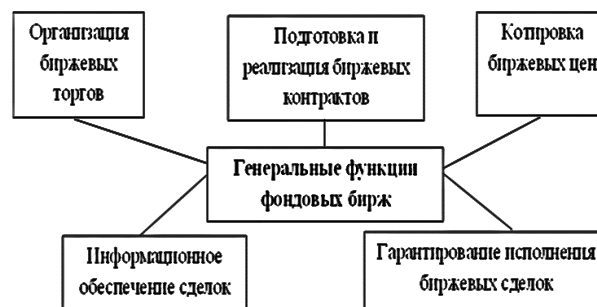 Организация
биржевых
торгов
Подготовка и
реализация биржевых
контрактов
Котировка
биржевых цен
Генеральные функции
фондовых бирж
Информационное
обеспечение сделок
Гарантирование исполнения
биржевых сделок